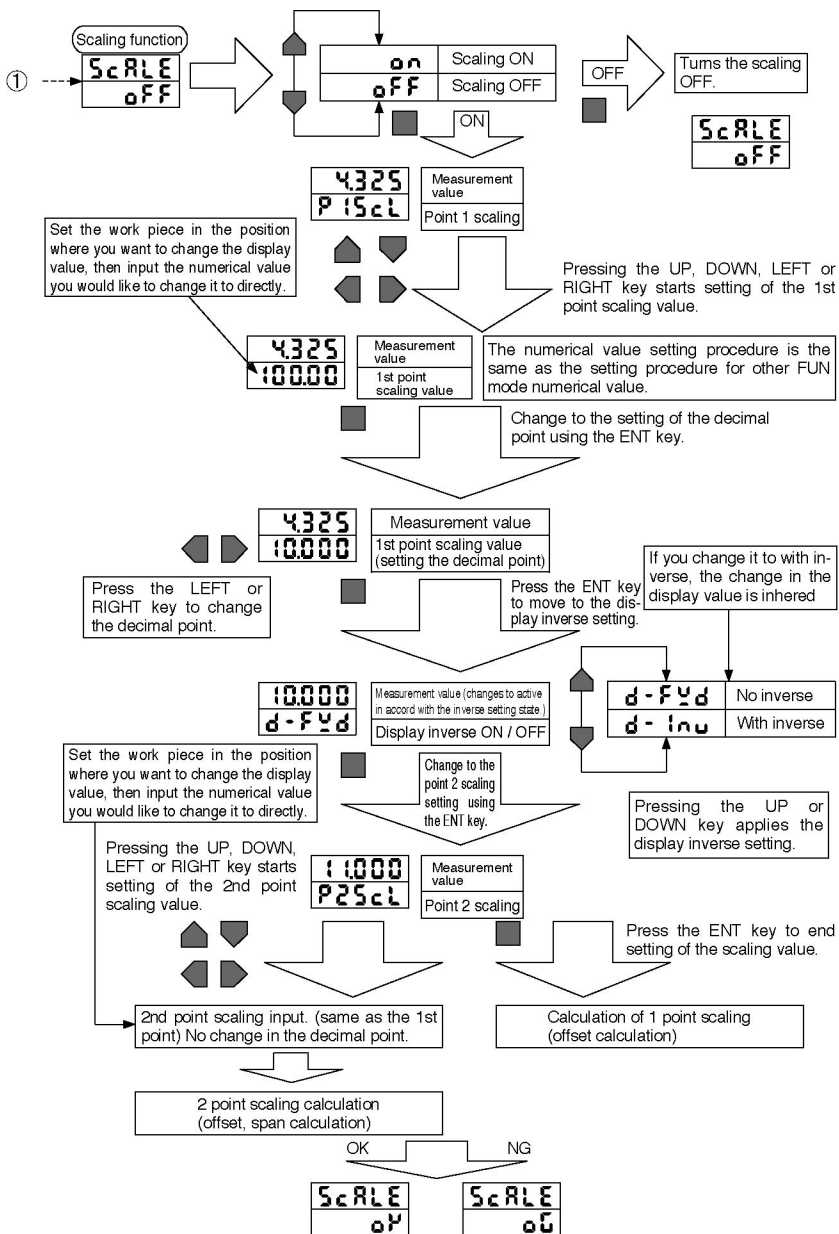 Scaling function
①
ScALE
oFF
on
Scaling ON
oFF
Scaling OFF
OFF
Turns the scaling
OFF.
ScALE
oFF
ON
4.325
P1ScL
Measurement
value
Point 1 scaling
Set the work piece in the position
where you want to change the display
value, then input the numerical value
you would like to change it to directly.
Pressing the UP, DOWN, LEFT or
RIGHT key starts setting of the 1st
point scaling value.
4.325
100.00
Measurement
value
1st point
scaling value
The numerical value setting procedure is the
same as the setting procedure for other FUN
mode numerical value.
Change to the setting of the decimal
point using the ENT key.
4.325
10.000
Measurement value
1st point scaling value
(setting the decimal point)
Press the LEFT or
RIGHT key to change
the decimal point.
Press the ENT key
to move to the dis-
play inverse setting.
If you change it to with in-
verse, the change in the
display value is inhered
10.000
d-Fyd
Measurement value (changes to active
in accord with the inverse setting state.)
Display inverse ON / OFF
d-Fyd
No inverse
d-Inv
With inverse
Set the work piece in the position
where you want to change the display
value, then input the numerical value
you would like to change it to directly.
Change to the
point 2 scaling
setting using
the ENT key.
Pressing the UP or
DOWN key applies the
display inverse setting.
Pressing the UP, DOWN,
LEFT or RIGHT key starts
setting of the 2nd point
scaling value.
11.000
P2ScL
Measurement
value
Point 2 scaling
Press the ENT key to end
setting of the scaling value.
2nd point scaling input. (same as the 1st
point) No change in the decimal point.
Calculation of 1 point scaling
(offset calculation)
2 point scaling calculation
(offset, span calculation)
OK
NG
ScALE
oK
ScALE
oG